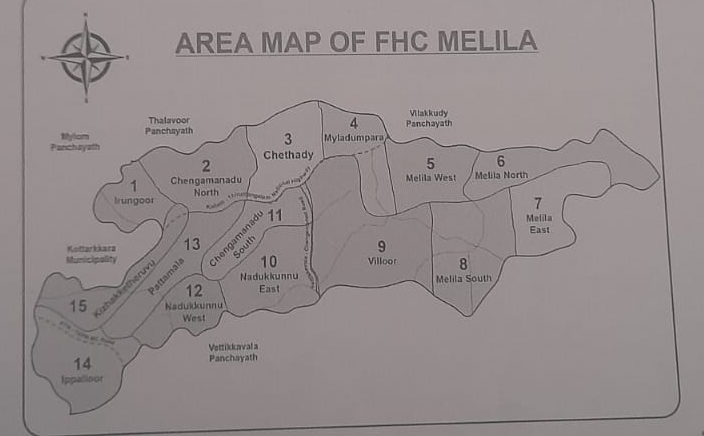 N
AREA MAP OF FHC MELILA
Mylom
Panchayath
Thalavoor
Panchayath
Vilakkudy
Panchayath
4
Myladumpara
3
Chethady
2
Chengamanadu
North
5
Melila West
6
Melila North
1
Irungoor
7
Melila
East
11
Chengamanadu
South
Kottarkkara
Municipality
13
Pattamala
9
Villoor
10
Nadukkunnu
East
8
Melila South
12
Nadukkunnu
West
15
Kizhakketheruvu
Vettikkavala
Panchayath
14
Ippalloor